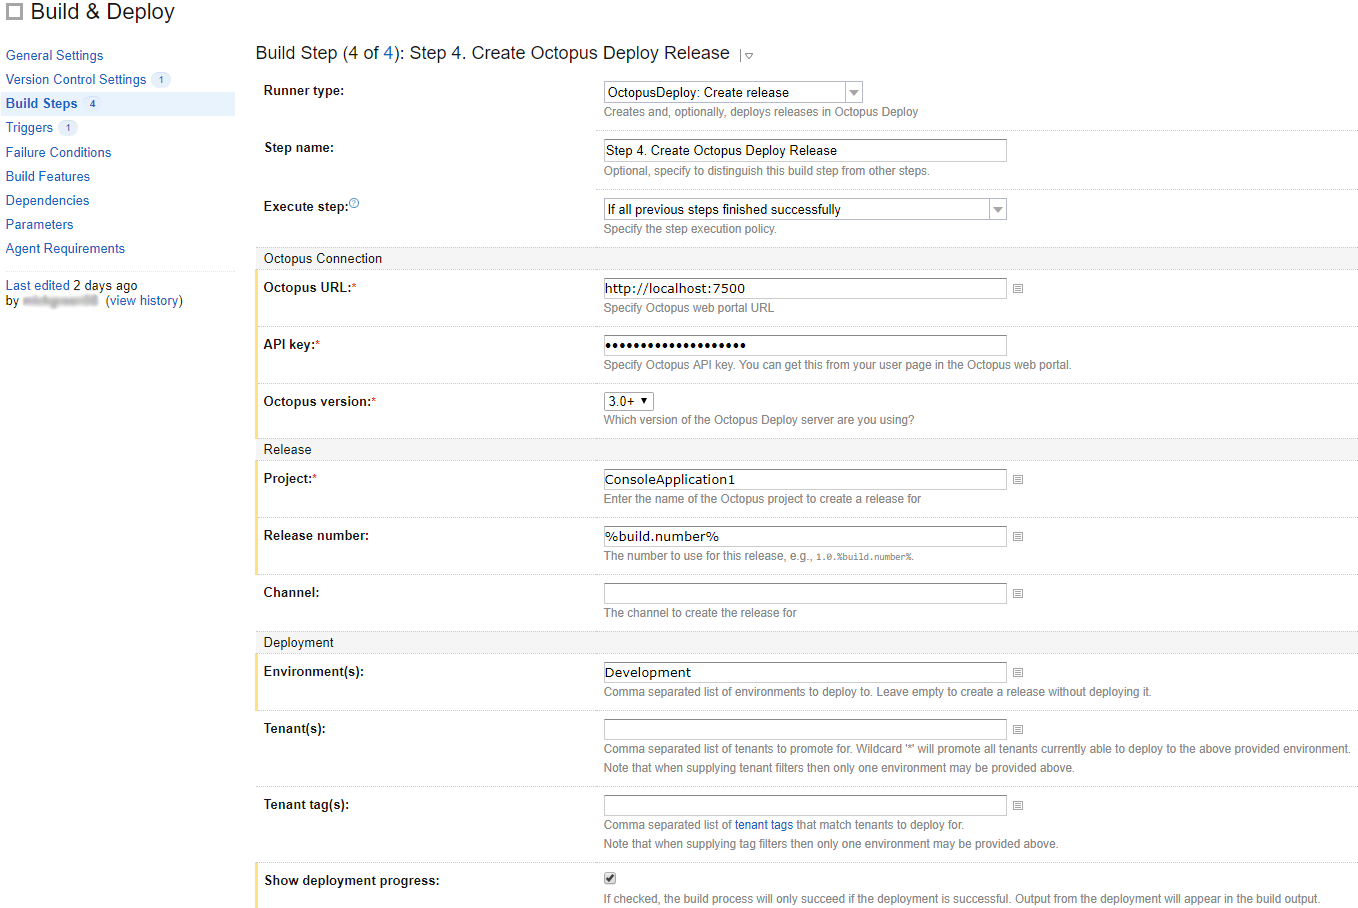 Build & Deploy
General Settings
Version Control Settings 1
Build Steps 4
Triggers 1
Failure Conditions
Build Features
Dependencies
Parameters
Agent Requirements
Last edited 2 days ago
by (view history)
Build Step (4 of 4): Step 4. Create Octopus Deploy Release
Runner type:
OctopusDeploy: Create release
Creates and, optionally, deploys releases in Octopus Deploy
Step name:
Step 4. Create Octopus Deploy Release
Optional, specify to distinguish this build step from other steps.
Execute step:?
If all previous steps finished successfully
Specify the step execution policy.
Octopus Connection
Octopus URL:*
http://localhost:7500
Specify Octopus web portal URL
API key:*
••••••••••••••••••••
Specify Octopus API key. You can get this from your user page in the Octopus web portal.
Octopus version:*
3.0+
Which version of the Octopus Deploy server are you using?
Release
Project:*
ConsoleApplication1
Enter the name of the Octopus project to create a release for
Release number:
%build.number%
The number to use for this release, e.g., 1.0.%build.number%.
Channel:
The channel to create the release for
Deployment
Environment(s):
Development
Comma separated list of environments to deploy to. Leave empty to create a release without deploying it.
Tenant(s):
Comma separated list of tenants to promote for. Wildcard '*' will promote all tenants currently able to deploy to the above provided environment.
Note that when supplying tenant filters then only one environment may be provided above.
Tenant tag(s):
Comma separated list of tenant tags that match tenants to deploy for.
Note that when supplying tag filters then only one environment may be provided above.
Show deployment progress:
If checked, the build process will only succeed if the deployment is successful. Output from the deployment will appear in the build output.